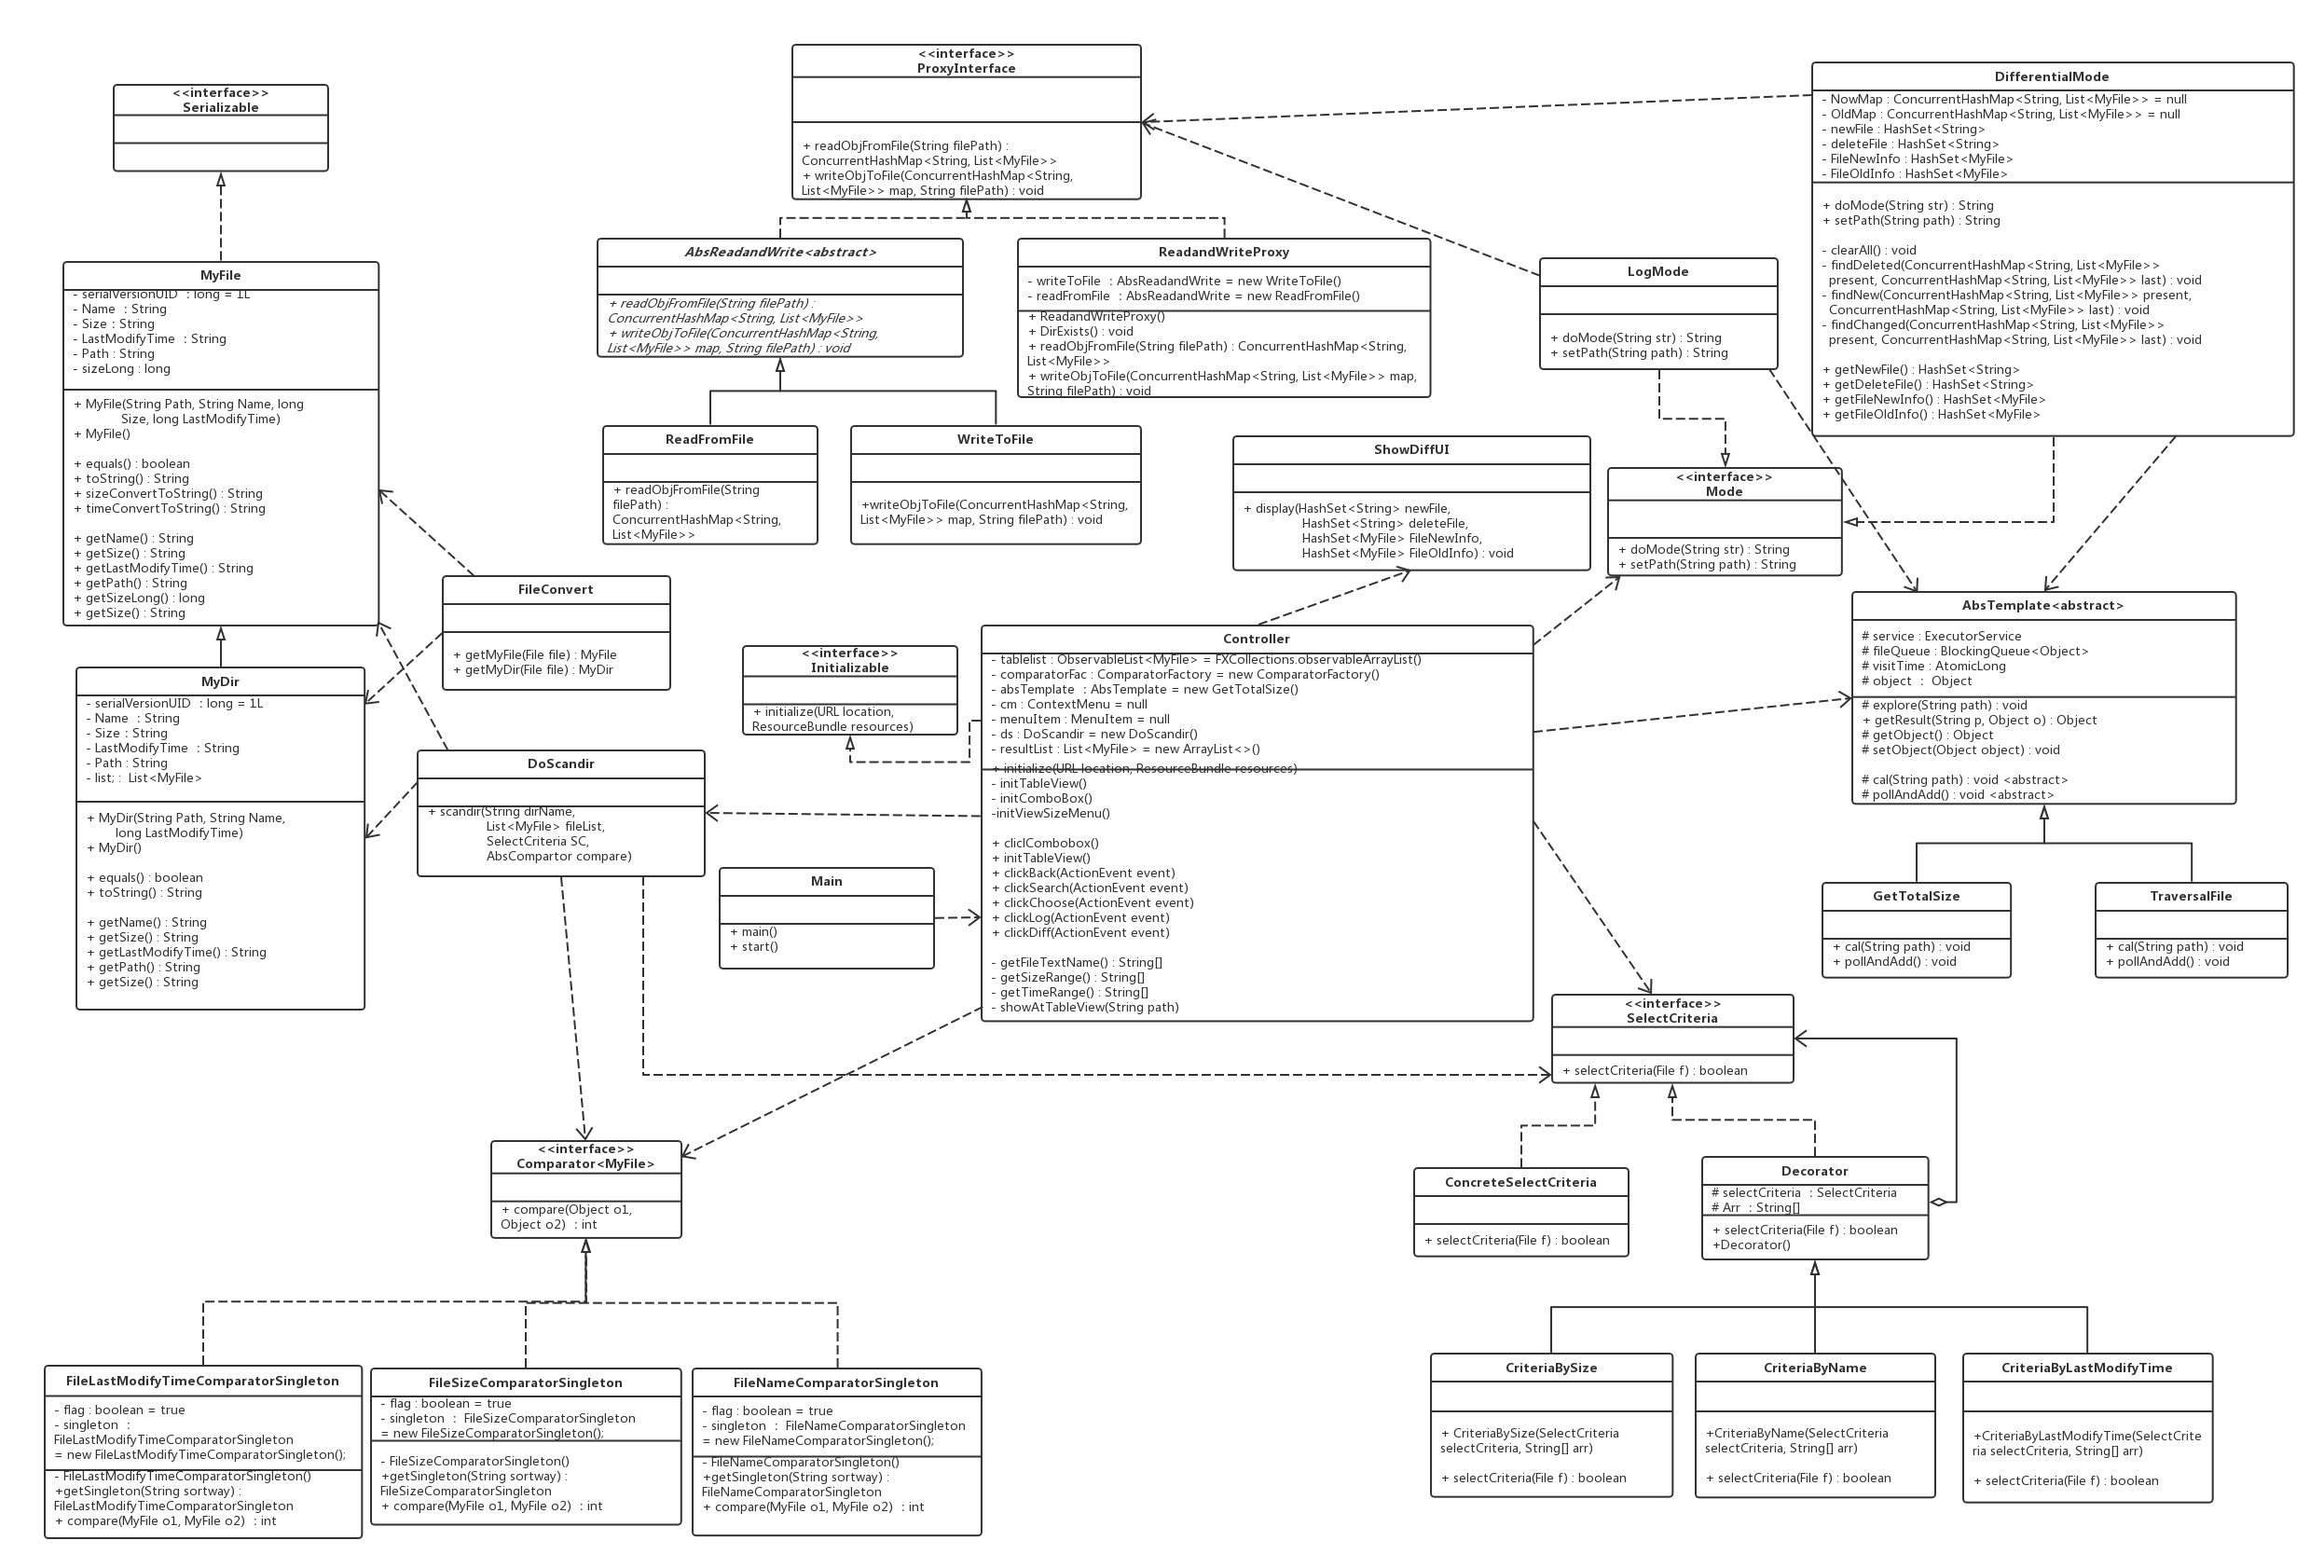 <<interface>>
Serializable
<<interface>>
ProxyInterface
+ readObjFromFile(String filePath) :
ConcurrentHashMap<String, List<MyFile>>
+ writeObjToFile(ConcurrentHashMap<String,
List<MyFile>> map, String filePath) : void
DifferentialMode
- NowMap : ConcurrentHashMap<String, List<MyFile>> = null
- OldMap : ConcurrentHashMap<String, List<MyFile>> = null
- newFile : HashSet<String>
- deleteFile : HashSet<String>
- FileNewInfo : HashSet<MyFile>
- FileOldInfo : HashSet<MyFile>
+ doMode(String str) : String
+ setPath(String path) : String
- clearAll() : void
- findDeleted(ConcurrentHashMap<String, List<MyFile>>
present, ConcurrentHashMap<String, List<MyFile>> last) : void
- findNew(ConcurrentHashMap<String, List<MyFile>> present,
ConcurrentHashMap<String, List<MyFile>> last) : void
- findChanged(ConcurrentHashMap<String, List<MyFile>>
present, ConcurrentHashMap<String, List<MyFile>> last) : void
+ getNewFile() : HashSet<String>
+ getDeleteFile() : HashSet<String>
+ getFileNewInfo() : HashSet<MyFile>
+ getFileOldInfo() : HashSet<MyFile>
MyFile
- serialVersionUID : long = 1L
- Name : String
- Size : String
- LastModifyTime : String
- Path : String
- sizeLong : long
+ MyFile(String Path, String Name, long
Size, long LastModifyTime)
+ MyFile()
+ equals() : boolean
+ toString() : String
+ sizeConvertToString() : String
+ timeConvertToString() : String
+ getName() : String
+ getSize() : String
+ getLastModifyTime() : String
+ getPath() : String
+ getSizeLong() : long
+ getSize() : String
AbsReadandWrite<abstract>
+ readObjFromFile(String filePath) :
ConcurrentHashMap<String, List<MyFile>>
+ writeObjToFile(ConcurrentHashMap<String,
List<MyFile>> map, String filePath) : void
ReadandWriteProxy
- writeToFile : AbsReadandWrite = new WriteToFile()
- readFromFile : AbsReadandWrite = new ReadFromFile()
+ ReadandWriteProxy()
+ DirExists() : void
+ readObjFromFile(String filePath) : ConcurrentHashMap<String,
List<MyFile>>
+ writeObjToFile(ConcurrentHashMap<String, List<MyFile>> map,
String filePath) : void
LogMode
+ doMode(String str) : String
+ setPath(String path) : String
ReadFromFile
+ readObjFromFile(String
filePath) :
ConcurrentHashMap<String,
List<MyFile>>
WriteToFile
+writeObjToFile(ConcurrentHashMap<String,
List<MyFile>> map, String filePath) : void
ShowDiffUI
+ display(HashSet<String> newFile,
HashSet<String> deleteFile,
HashSet<MyFile> FileNewInfo,
HashSet<MyFile> FileOldInfo) : void
<<interface>>
Mode
+ doMode(String str) : String
+ setPath(String path) : String
FileConvert
+ getMyFile(File file) : MyFile
+ getMyDir(File file) : MyDir
<<interface>>
Initializable
+ initialize(URL location,
ResourceBundle resources)
Controller
- tablelist : ObservableList<MyFile> = FXCollections.observableArrayList()
- comparatorFac : ComparatorFactory = new ComparatorFactory()
- absTemplate : AbsTemplate = new GetTotalSize()
- cm : ContextMenu = null
- menuItem : MenuItem = null
- ds : DoScandir = new DoScandir()
- resultList : List<MyFile> = new ArrayList<>()
+ initialize(URL location, ResourceBundle resources)
- initTableView()
- initComboBox()
-initViewSizeMenu()
+ cliclCombobox()
+ initTableView()
+ clickBack(ActionEvent event)
+ clickSearch(ActionEvent event)
+ clickChoose(ActionEvent event)
+ clickLog(ActionEvent event)
+ clickDiff(ActionEvent event)
- getFileTextName() : String[]
- getSizeRange() : String[]
- getTimeRange() : String[]
- showAtTableView(String path)
AbsTemplate<abstract>
# service : ExecutorService
# fileQueue : BlockingQueue<Object>
# visitTime : AtomicLong
# object : Object
# explore(String path) : void
+ getResult(String p, Object o) : Object
# getObject() : Object
# setObject(Object object) : void
# cal(String path) : void <abstract>
# pollAndAdd() : void <abstract>
MyDir
- serialVersionUID : long = 1L
- Name : String
- Size : String
- LastModifyTime : String
- Path : String
- list; : List<MyFile>
+ MyDir(String Path, String Name,
long LastModifyTime)
+ MyDir()
+ equals() : boolean
+ toString() : String
+ getName() : String
+ getSize() : String
+ getLastModifyTime() : String
+ getPath() : String
+ getSize() : String
DoScandir
+ scandir(String dirName,
List<MyFile> fileList,
SelectCriteria SC,
AbsCompartor compare)
Main
+ main()
+ start()
GetTotalSize
+ cal(String path) : void
+ pollAndAdd() : void
TraversalFile
+ cal(String path) : void
+ pollAndAdd() : void
<<interface>>
SelectCriteria
+ selectCriteria(File f) : boolean
<<interface>>
Comparator<MyFile>
+ compare(Object o1,
Object o2) : int
ConcreteSelectCriteria
+ selectCriteria(File f) : boolean
Decorator
# selectCriteria : SelectCriteria
# Arr : String[]
+ selectCriteria(File f) : boolean
+Decorator()
FileLastModifyTimeComparatorSingleton
- flag : boolean = true
- singleton :
FileLastModifyTimeComparatorSingleton
= new FileLastModifyTimeComparatorSingleton();
- FileLastModifyTimeComparatorSingleton()
+getSingleton(String sortway) :
FileLastModifyTimeComparatorSingleton
+ compare(MyFile o1, MyFile o2) : int
FileSizeComparatorSingleton
- flag : boolean = true
- singleton : FileSizeComparatorSingleton
= new FileSizeComparatorSingleton();
- FileSizeComparatorSingleton()
+getSingleton(String sortway) :
FileSizeComparatorSingleton
+ compare(MyFile o1, MyFile o2) : int
FileNameComparatorSingleton
- flag : boolean = true
- singleton : FileNameComparatorSingleton
= new FileNameComparatorSingleton();
- FileNameComparatorSingleton()
+getSingleton(String sortway) :
FileNameComparatorSingleton
+ compare(MyFile o1, MyFile o2) : int
CriteriaBySize
+ CriteriaBySize(SelectCriteria
selectCriteria, String[] arr)
+ selectCriteria(File f) : boolean
CriteriaByName
+CriteriaByName(SelectCriteria
selectCriteria, String[] arr)
+ selectCriteria(File f) : boolean
CriteriaByLastModifyTime
+CriteriaByLastModifyTime(SelectCrite
ria selectCriteria, String[] arr)
+ selectCriteria(File f) : boolean